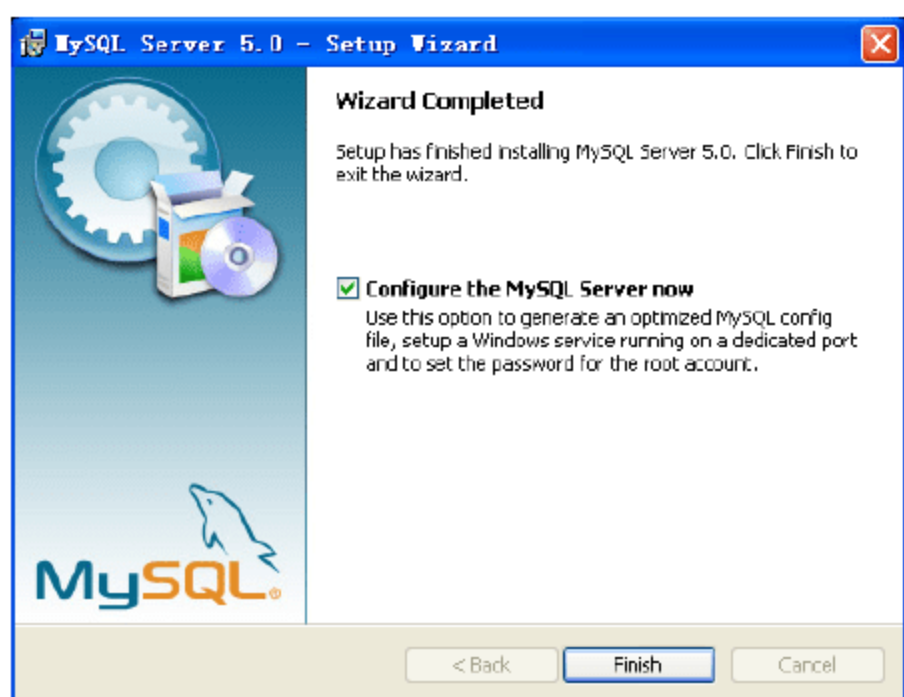 MySQL Server 5.0 - Setup Wizard
Wizard Completed
Setup has finished installing MySQL Server 5.0. Click Finish to
exit the wizard.
Configure the MySQL Server now
Use this option to generate an optimized MySQL config
file, setup a Windows service running on a dedicated port
and to set the password for the root account.
MySQL®
< Back
Finish
Cancel